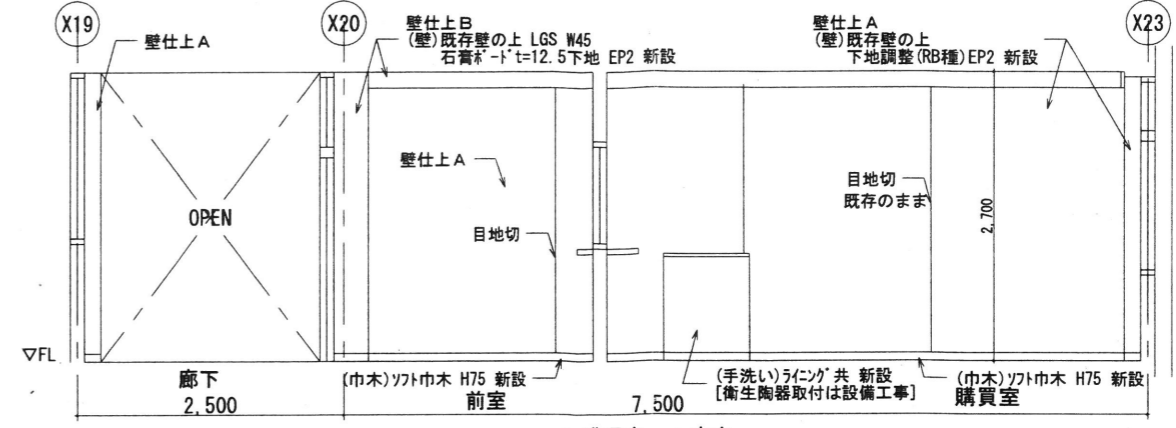 X19
X20
X23
壁仕上A
壁仕上B
(壁)既存壁の上 LGS W45
石膏ボードt=12.5下地 EP2 新設
壁仕上A
(壁)既存壁の上
下地調整(RB種)EP2 新設
壁仕上A
目地切
既存のまま
2,700
OPEN
目地切
▽FL
廊下
(巾木)ソフト巾木 H75 新設
前室
(手洗い)ライニング共 新設
[衛生陶器取付は設備工事]
(巾木)ソフト巾木 H75 新設
購買室
2,500
7,500